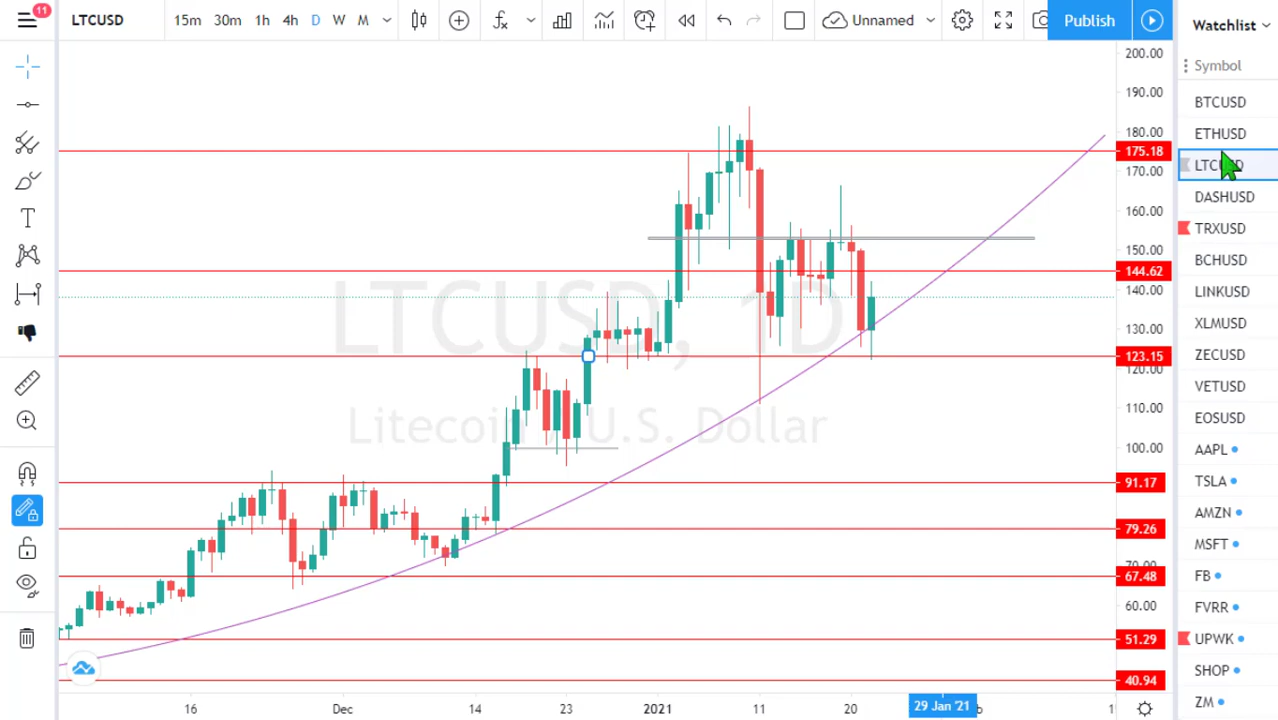 11
LTCUSD
15m 30m 1h 4h D W M
Unnamed
Publish
Watchlist
Symbol
BTCUSD
ETHUSD
LTCUSD
DASHUSD
TRXUSD
BCHUSD
LINKUSD
XLMUSD
ZECUSD
VETUSD
EOSUSD
AAPL
TSLA
AMZN
MSFT
FB
FVRR
UPWK
SHOP
ZM
200.00
190.00
180.00
175.18
170.00
160.00
150.00
144.62
140.00
130.00
123.15
120.00
110.00
100.00
91.17
79.26
70.00
67.48
60.00
51.29
40.94
LTCUSD, 1D
Litecoin / U.S. Dollar
16 Dec 14 23 2021 11 20 29 Jan '21